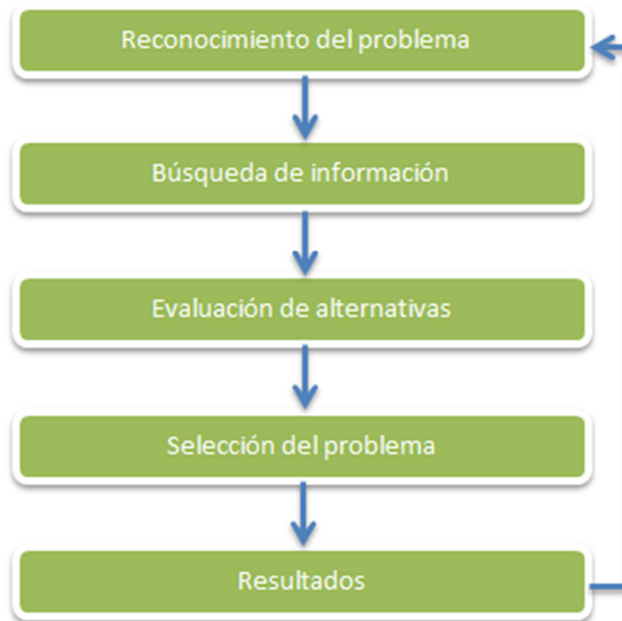 Reconocimiento del problema
Búsqueda de información
Evaluación de alternativas
Selección del problema
Resultados